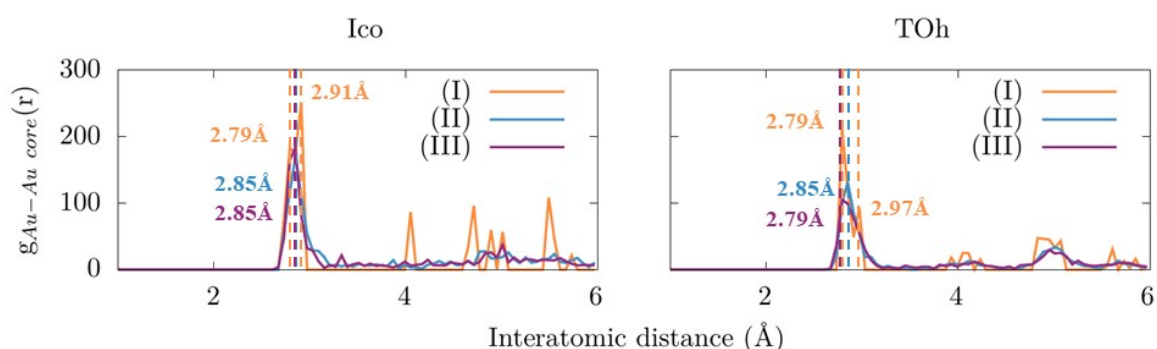 Ico
TOh
g Au−Au core (r)
300
200
100
0
2.91Å
2.79Å
2.85Å
2.85Å
(I)
(II)
(III)
2 4 6
2.79Å
2.85Å
2.79Å
2.97Å
(I)
(II)
(III)
2 4 6
Interatomic distance (Å)